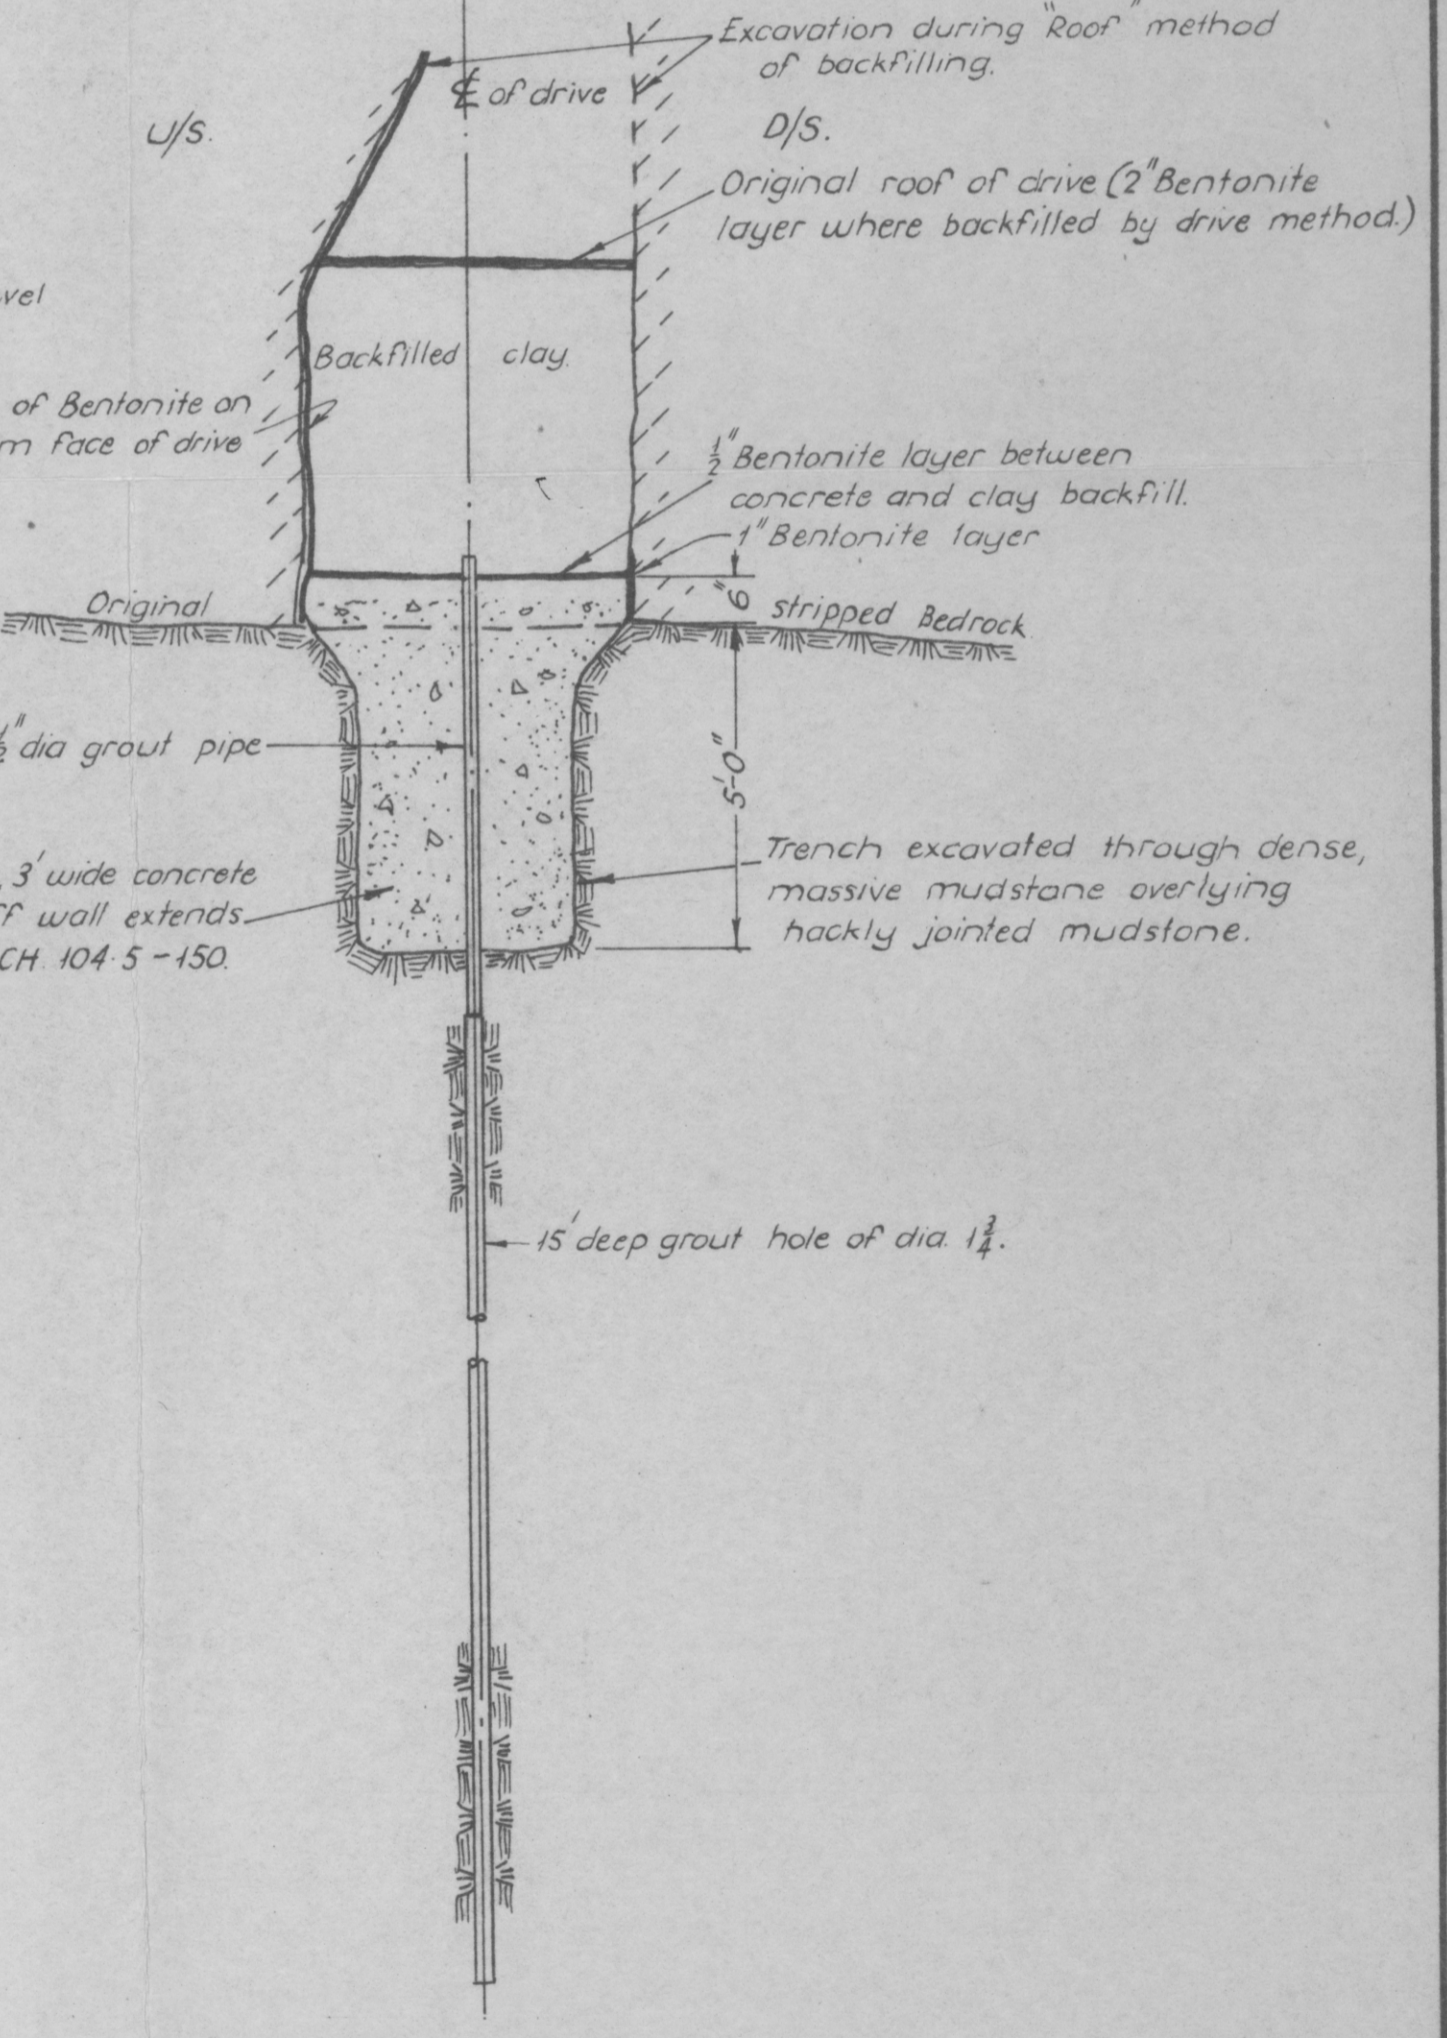 Excavation during "Roof" method
of backfilling.
℄ of drive
U/S.
D/S.
Original roof of drive (2" Bentonite
layer where backfilled by drive method.)
Backfilled clay.
of Bentonite on
face of drive
½" Bentonite layer between
concrete and clay backfill.
1" Bentonite layer
6"
Original
stripped Bedrock
dia grout pipe
5'-0"
3' wide concrete
wall extends
CH. 104.5 - 150.
Trench excavated through dense,
massive mudstone overlying
hackly jointed mudstone.
15' deep grout hole of dia. 1¾.